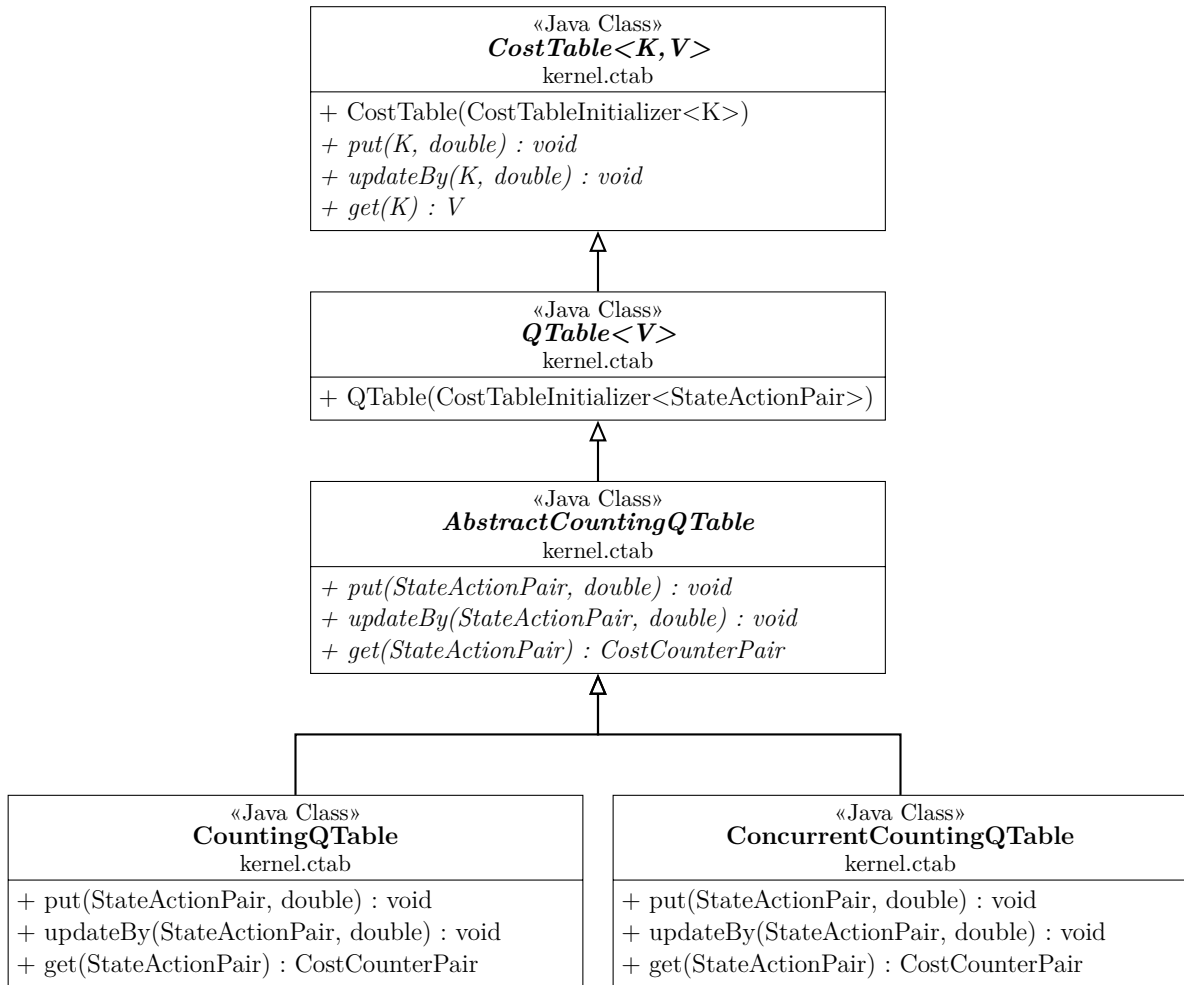 «Java Class»
CostTable<K,V>
kernel.ctab
+ CostTable(CostTableInitializer<K>)
+ put(K, double) : void
+ updateBy(K, double) : void
+ get(K) : V
«Java Class»
QTable<V>
kernel.ctab
+ QTable(CostTableInitializer<StateActionPair>)
«Java Class»
AbstractCountingQTable
kernel.ctab
+ put(StateActionPair, double) : void
+ updateBy(StateActionPair, double) : void
+ get(StateActionPair) : CostCounterPair
«Java Class»
CountingQTable
kernel.ctab
+ put(StateActionPair, double) : void
+ updateBy(StateActionPair, double) : void
+ get(StateActionPair) : CostCounterPair
«Java Class»
ConcurrentCountingQTable
kernel.ctab
+ put(StateActionPair, double) : void
+ updateBy(StateActionPair, double) : void
+ get(StateActionPair) : CostCounterPair